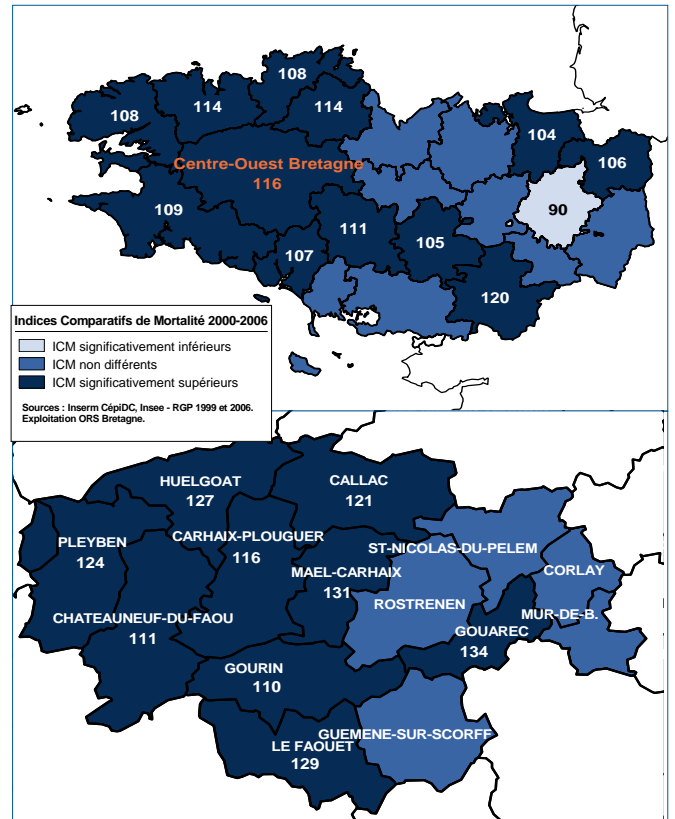 108
108
114
114
104
106
Centre-Ouest Bretagne
116
90
109
111
105
107
120
Indices Comparatifs de Mortalité 2000-2006
ICM significativement inférieurs
ICM non différents
ICM significativement supérieurs
Sources : Inserm CépiDC, Insee - RGP 1999 et 2006.
Exploitation ORS Bretagne.
HUELGOAT
127
CALLAC
121
PLEYBEN
124
CARHAIX-PLOUGUER
116
ST-NICOLAS-DU-PELEM
MAEL-CARHAIX
131
CORLAY
ROSTRENEN
MUR-DE-B.
CHATEAUNEUF-DU-FAOU
111
GOUAREC
134
GOURIN
110
GUEMENE-SUR-SCORFF
LE FAOUET
129